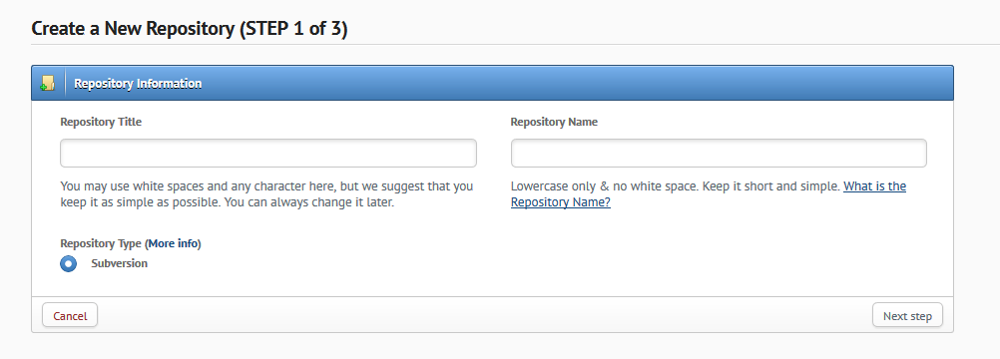 Create a New Repository (STEP 1 of 3)
Repository Information
Repository Title
Repository Name
You may use white spaces and any character here, but we suggest that you
keep it as simple as possible. You can always change it later.
Lowercase only & no white space. Keep it short and simple. What is the
Repository Name?
Repository Type (More info)
Subversion
Cancel
Next step